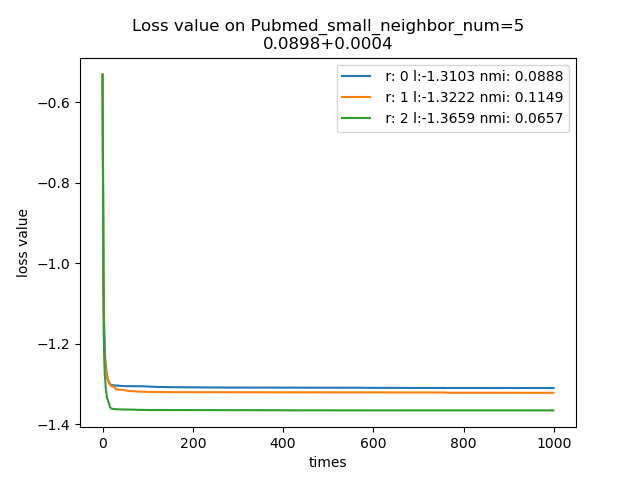 Loss value on Pubmed_small_neighbor_num=5
0.0898+0.0004
r: 0 l:-1.3103 nmi: 0.0888
r: 1 l:-1.3222 nmi: 0.1149
r: 2 l:-1.3659 nmi: 0.0657
loss value
−0.6
−0.8
−1.0
−1.2
−1.4
0 200 400 600 800 1000
times